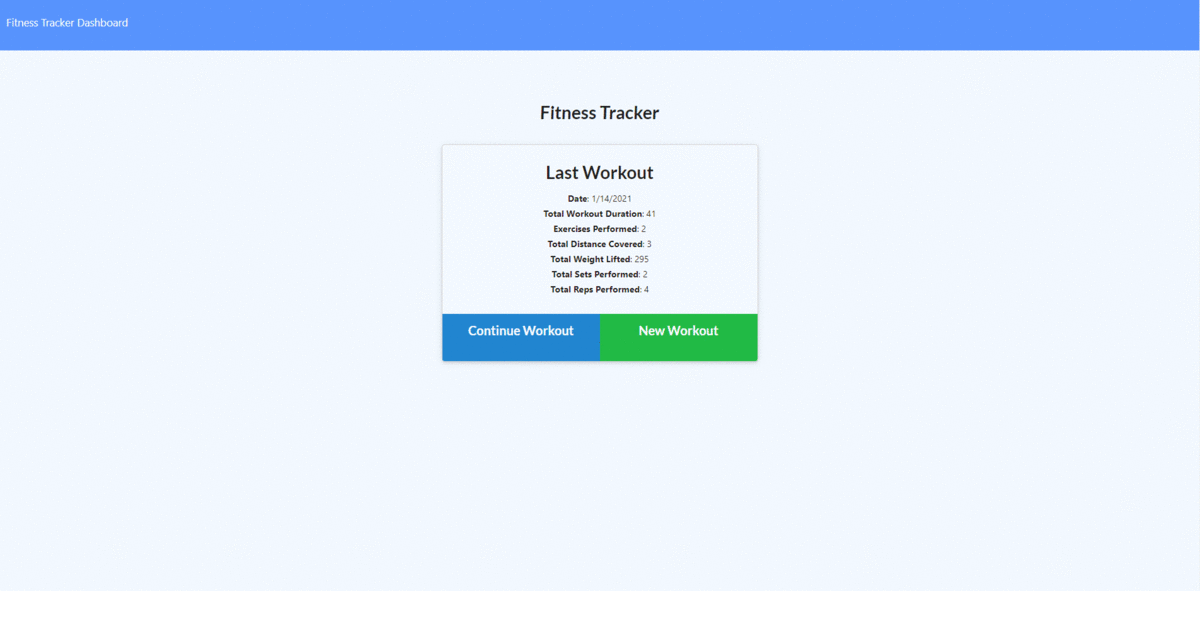 Fitness Tracker Dashboard
Fitness Tracker
Last Workout
Date: 1/14/2021
Total Workout Duration: 41
Exercises Performed: 2
Total Distance Covered: 3
Total Weight Lifted: 295
Total Sets Performed: 2
Total Reps Performed: 4
Continue Workout New Workout